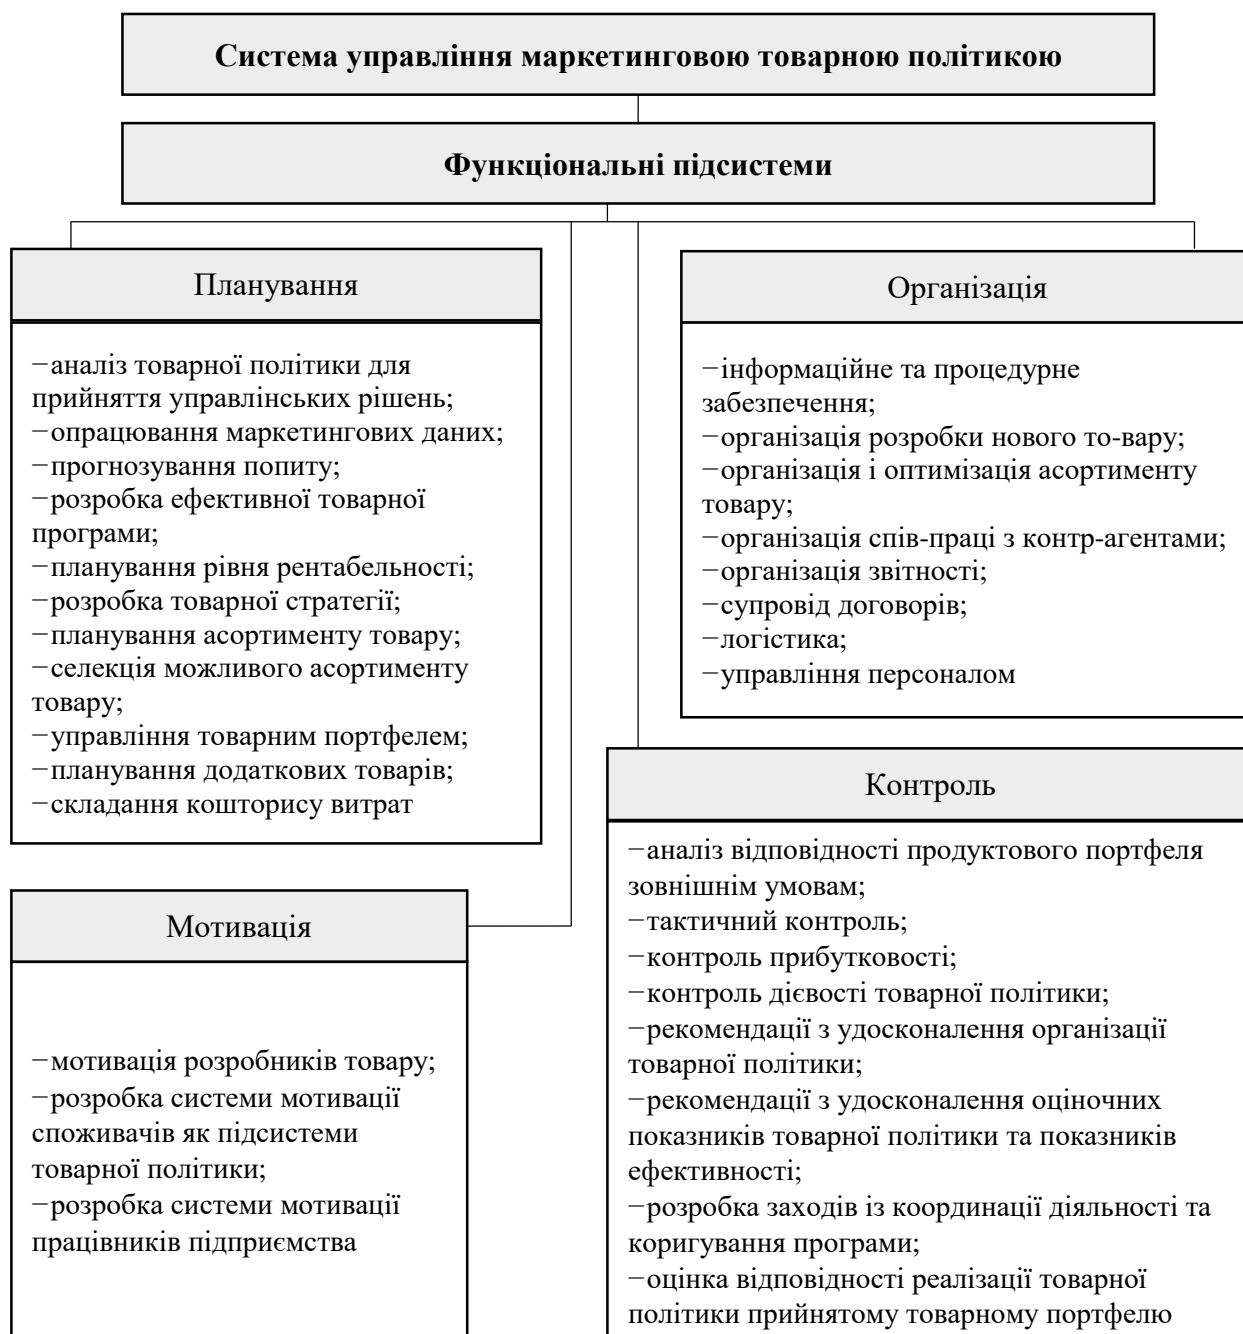 Система управління маркетинговою товарною політикою
Функціональні підсистеми
Планування
−аналіз товарної політики для
прийняття управлінських рішень;
−опрацювання маркетингових даних;
−прогнозування попиту;
−розробка ефективної товарної
програми;
−планування рівня рентабельності;
−розробка товарної стратегії;
−планування асортименту товару;
−селекція можливого асортименту
товару;
−управління товарним портфелем;
−планування додаткових товарів;
−складання кошторису витрат
Організація
−інформаційне та процедурне
забезпечення;
−організація розробки нового то-вару;
−організація і оптимізація асортименту
товару;
−організація спів-праці з контр-агентами;
−організація звітності;
−супровід договорів;
−логістика;
−управління персоналом
Мотивація
−мотивація розробників товару;
−розробка системи мотивації
споживачів як підсистеми
товарної політики;
−розробка системи мотивації
працівників підприємства
Контроль
−аналіз відповідності продуктового портфеля
зовнішнім умовам;
−тактичний контроль;
−контроль прибутковості;
−контроль дієвості товарної політики;
−рекомендації з удосконалення організації
товарної політики;
−рекомендації з удосконалення оціночних
показників товарної політики та показників
ефективності;
−розробка заходів із координації діяльності та
коригування програми;
−оцінка відповідності реалізації товарної
політики прийнятому товарному портфелю